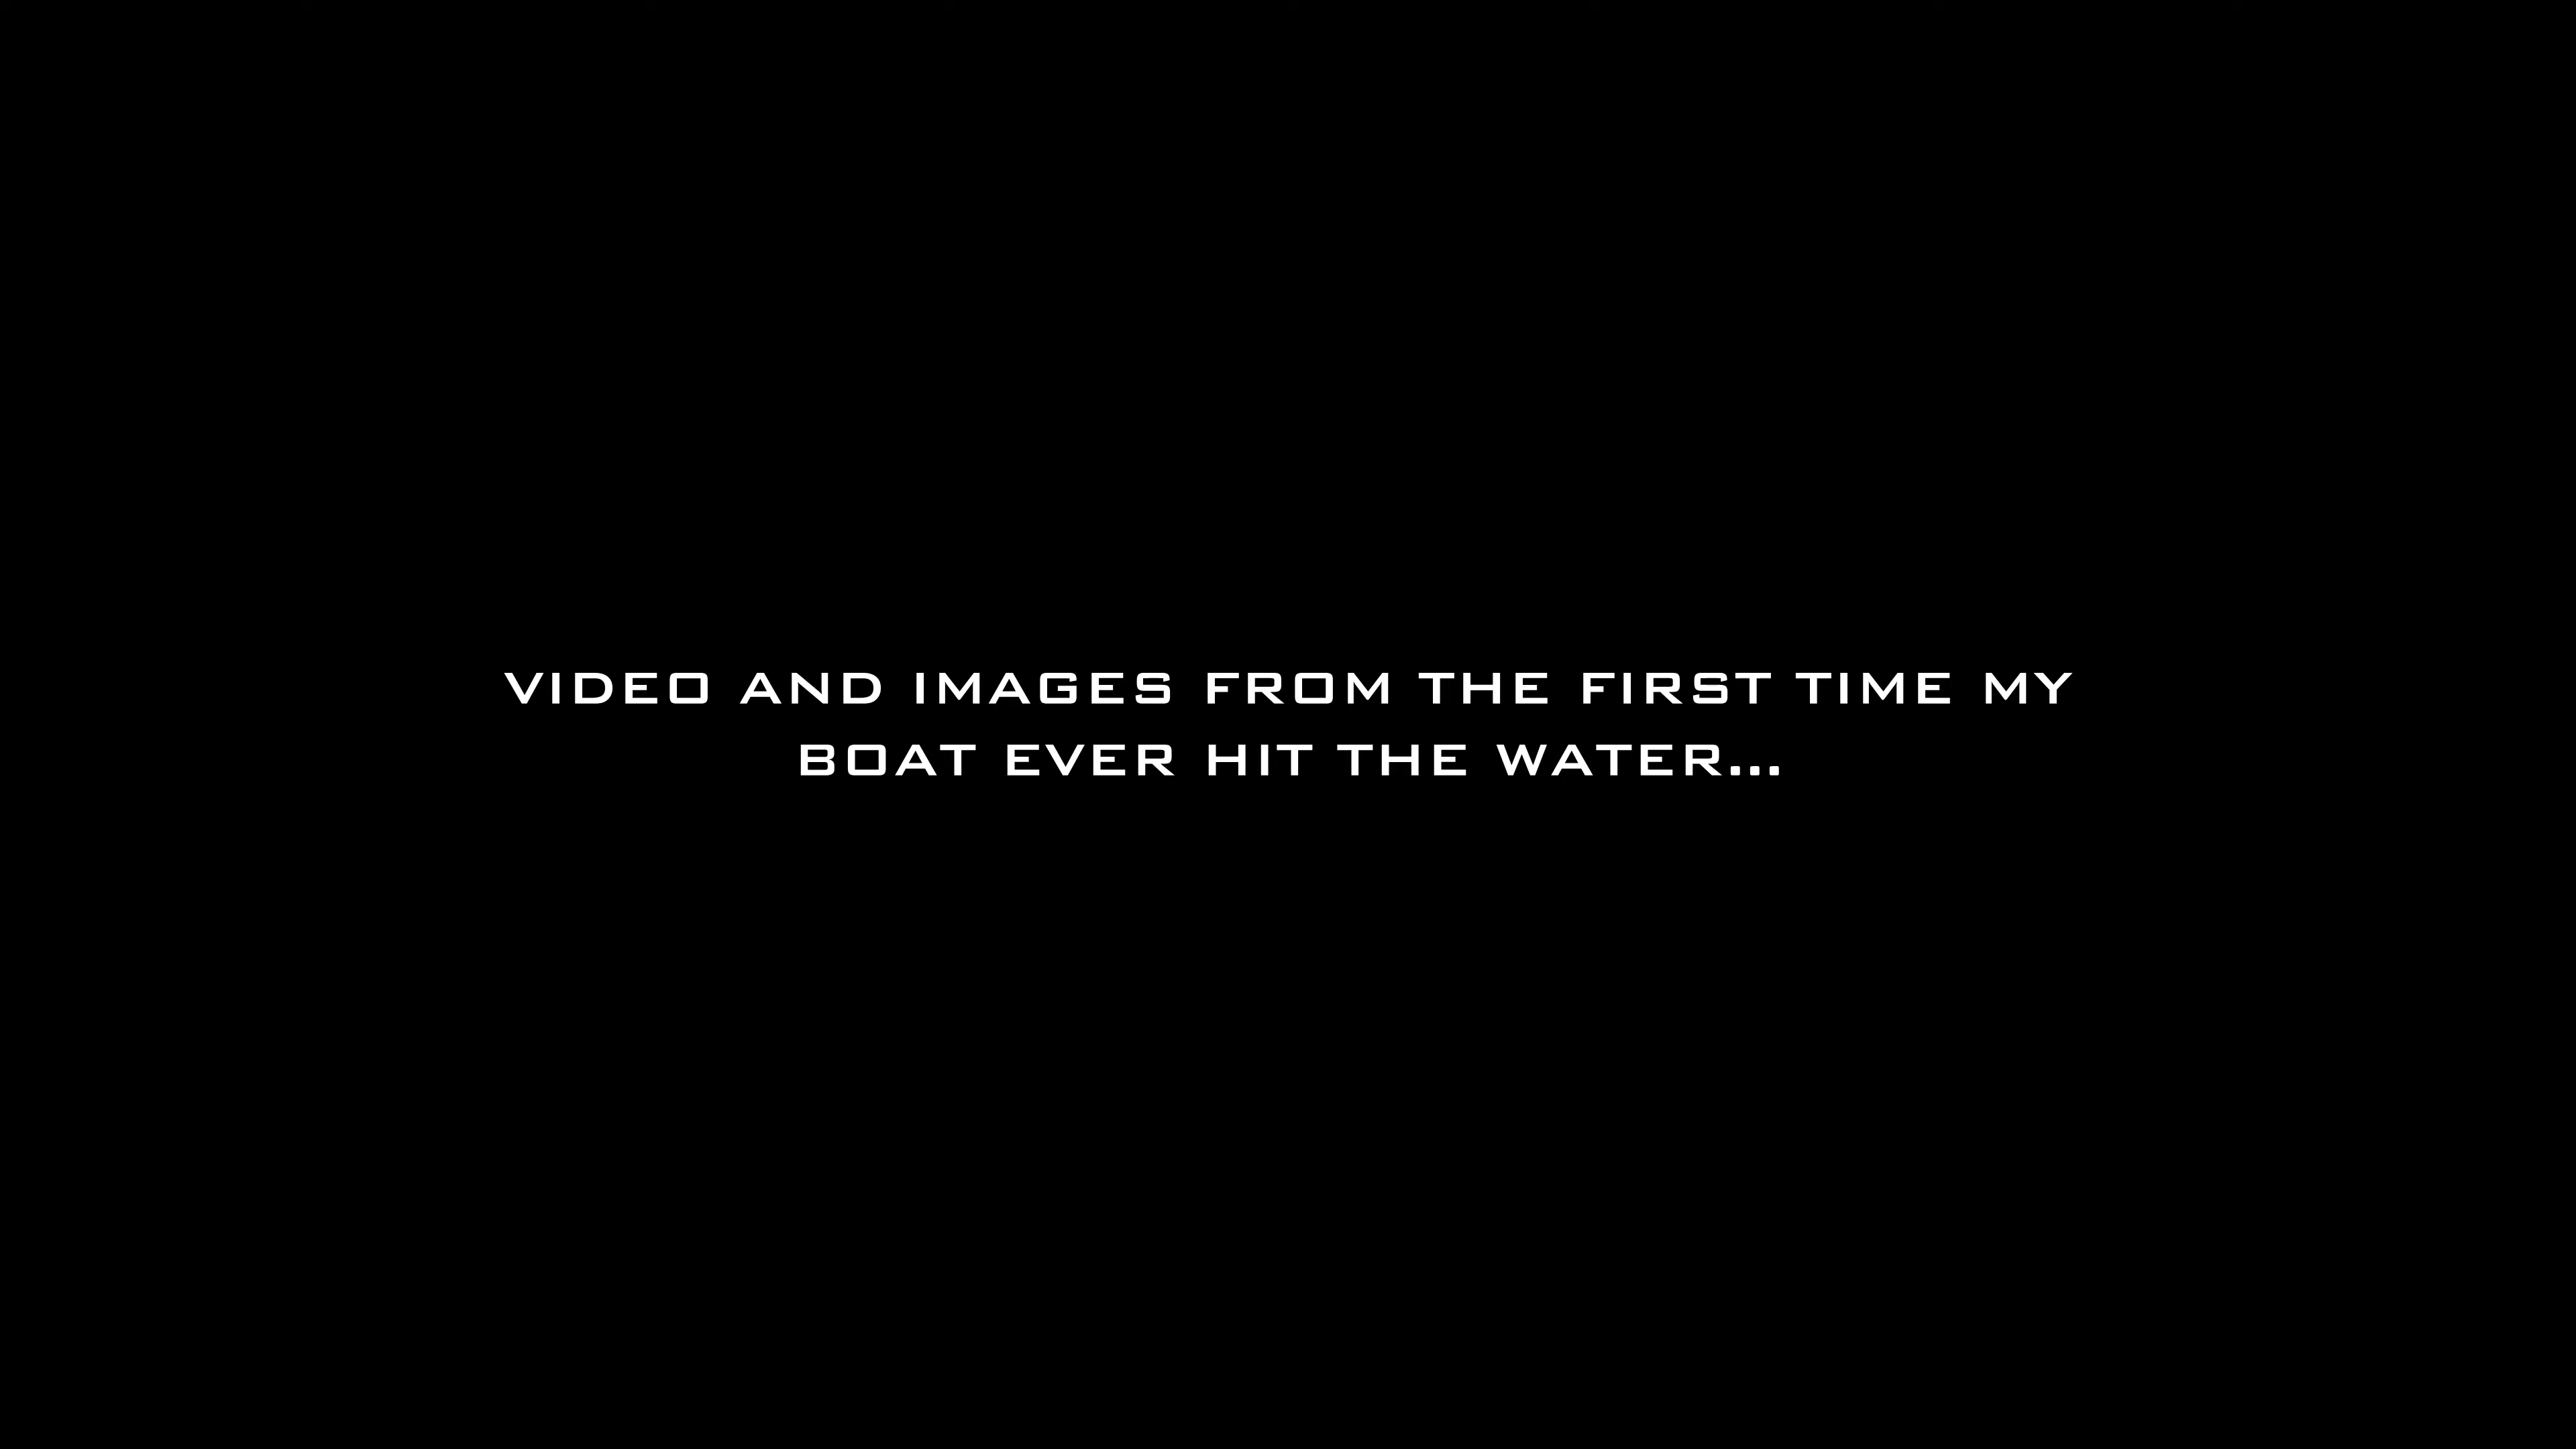 VIDEO AND IMAGES FROM THE FIRST TIME MY
BOAT EVER HIT THE WATER...